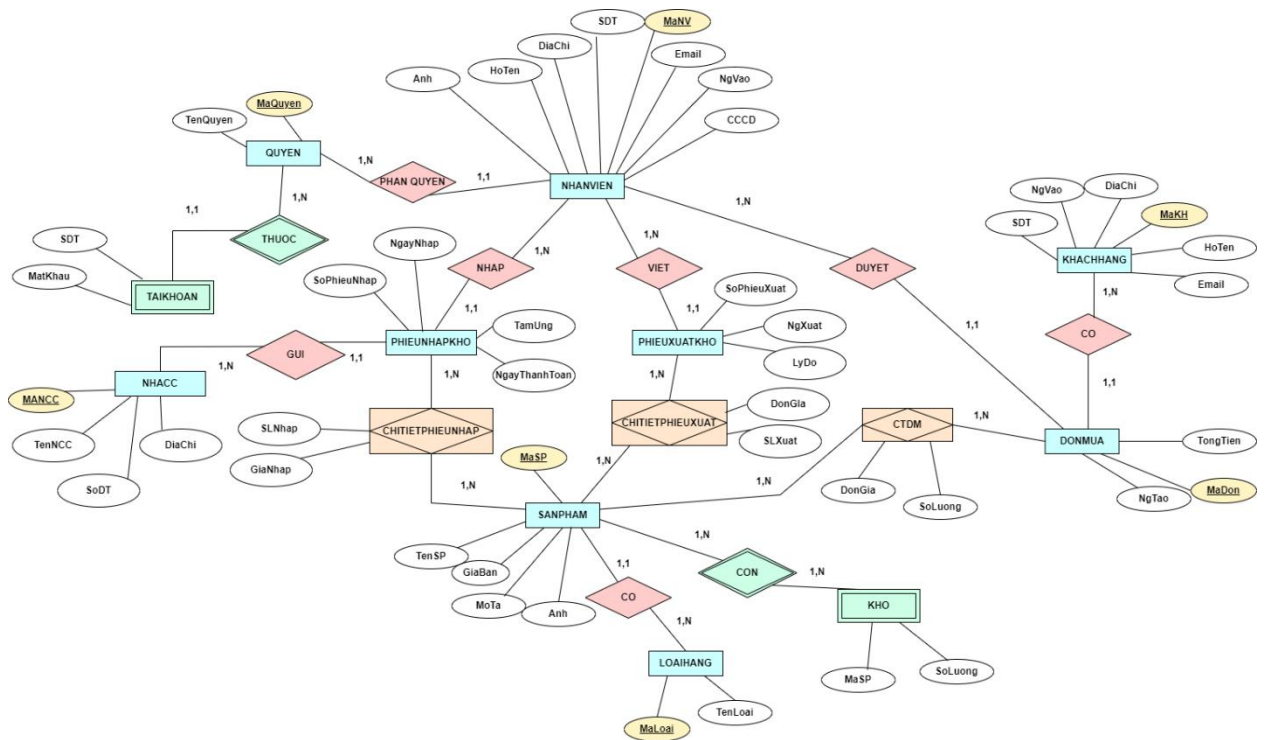 SDT
MaNV
DiaChi
Email
HoTen
NgVao
Anh
CCCD
MaQuyen
TenQuyen
QUYEN
1,N
PHAN QUYEN
1,1
NHANVIEN
1,N
NgVao
DiaChi
MaKH
SDT
HoTen
KHACHHANG
Email
1,1
1,N
THUOC
SDT
MatKhau
TAIKHOAN
NgayNhap
NHAP
1,N
1,N
VIET
DUYET
1,N
CO
SoPhieuNhap
SoPhieuXuat
1,1
1,1
TamUng
NgXuat
1,1
PHIEUNHAPKHO
PHIEUXUATKHO
LyDo
GUI
1,1
1,N
NgayThanhToan
1,N
1,N
1,1
NHACC
MANCC
TenNCC
DiaChi
SoDT
SLNhap
GiaNhap
CHITIETPHIEUNHAP
CHITIETPHIEUXUAT
DonGIa
SLXuat
CTDM
1,N
DONMUA
TongTien
MaSP
1,N
1,N
1,N
DonGia
SoLuong
NgTao
MaDon
SANPHAM
TenSP
GiaBan
MoTa
Anh
1,1
1,N
CON
1,N
CO
KHO
1,N
LOAIHANG
MaSP
SoLuong
MaLoai
TenLoai